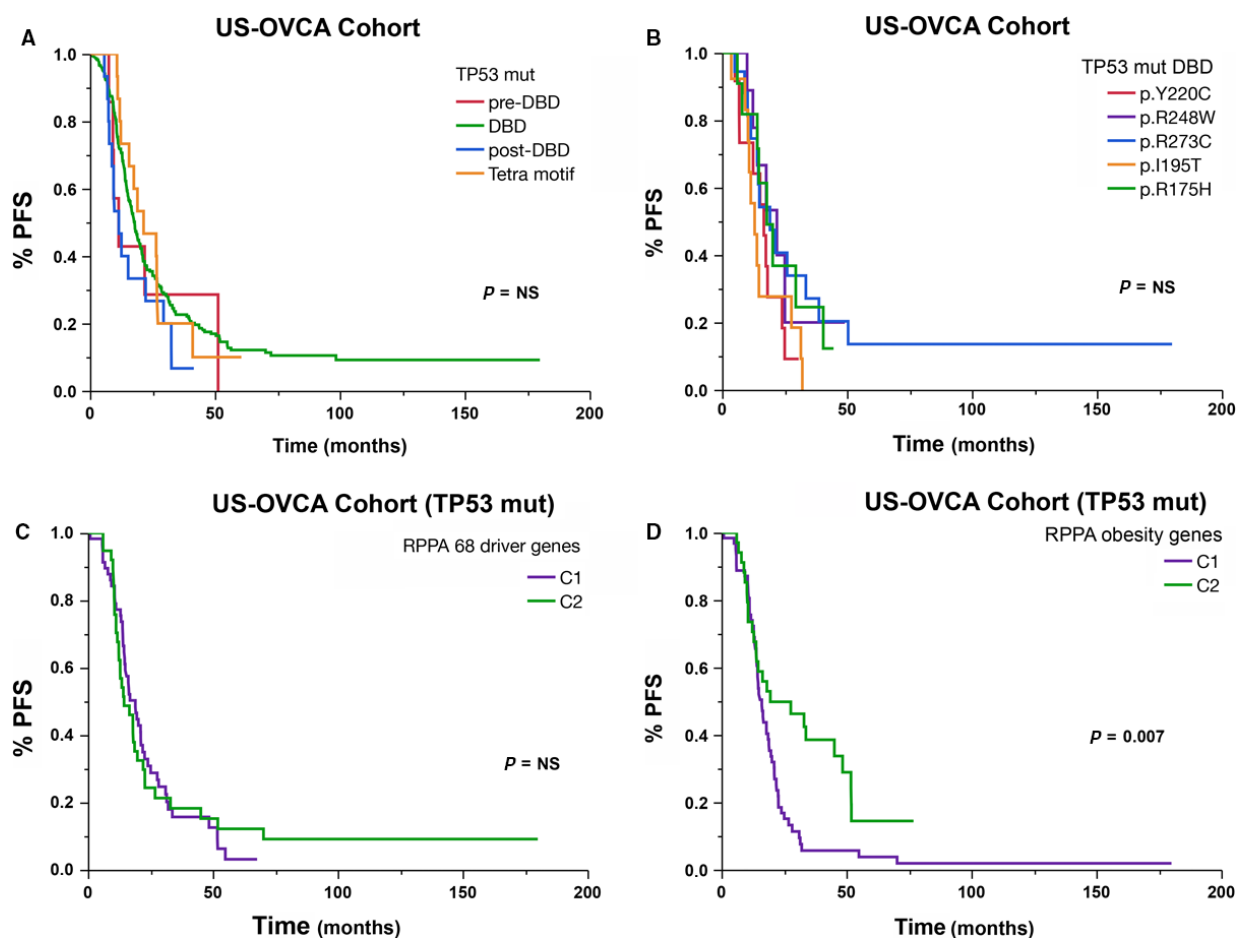 A
US-OVCA Cohort
TP53 mut
pre-DBD
DBD
post-DBD
Tetra motif
P = NS
% PFS
1.0
0.8
0.6
0.4
0.2
0.0
0 50 100 150 200
Time (months)
B
US-OVCA Cohort
TP53 mut DBD
p.Y220C
p.R248W
p.R273C
p.I195T
p.R175H
P = NS
% PFS
1.0
0.8
0.6
0.4
0.2
0.0
0 50 100 150 200
Time (months)
C
US-OVCA Cohort (TP53 mut)
RPPA 68 driver genes
C1
C2
P = NS
% PFS
1.0
0.8
0.6
0.4
0.2
0.0
0 50 100 150 200
Time (months)
D
US-OVCA Cohort (TP53 mut)
RPPA obesity genes
C1
C2
P = 0.007
% PFS
1.0
0.8
0.6
0.4
0.2
0.0
0 50 100 150 200
Time (months)